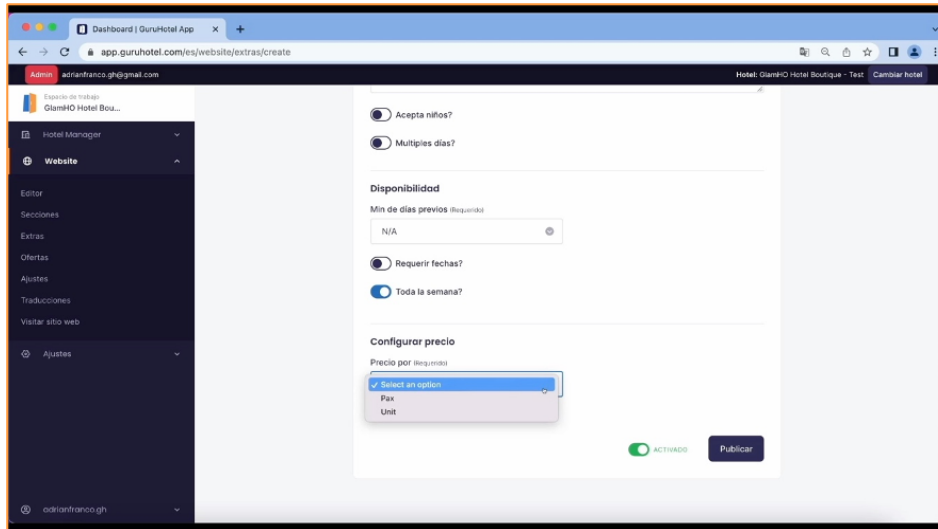 Dashboard | GuruHotel App
app.guruhotel.com/es/website/extras/create
Admin adrianfranco.gh@gmail.com
Hotel: GlamHO Hotel Boutique - Test Cambiar hotel
Espacio de trabajo
GlamHO Hotel Bou...
Hotel Manager
Website
Editor
Secciones
Extras
Ofertas
Ajustes
Traducciones
Visitar sitio web
Ajustes
adrianfranco.gh
Acepta niños?
Multiples días?
Disponibilidad
Min de días previos (Requerido)
N/A
Requerir fechas?
Toda la semana?
Configurar precio
Precio por (Requerido)
✓ Select an option
Pax
Unit
ACTIVADO
Publicar